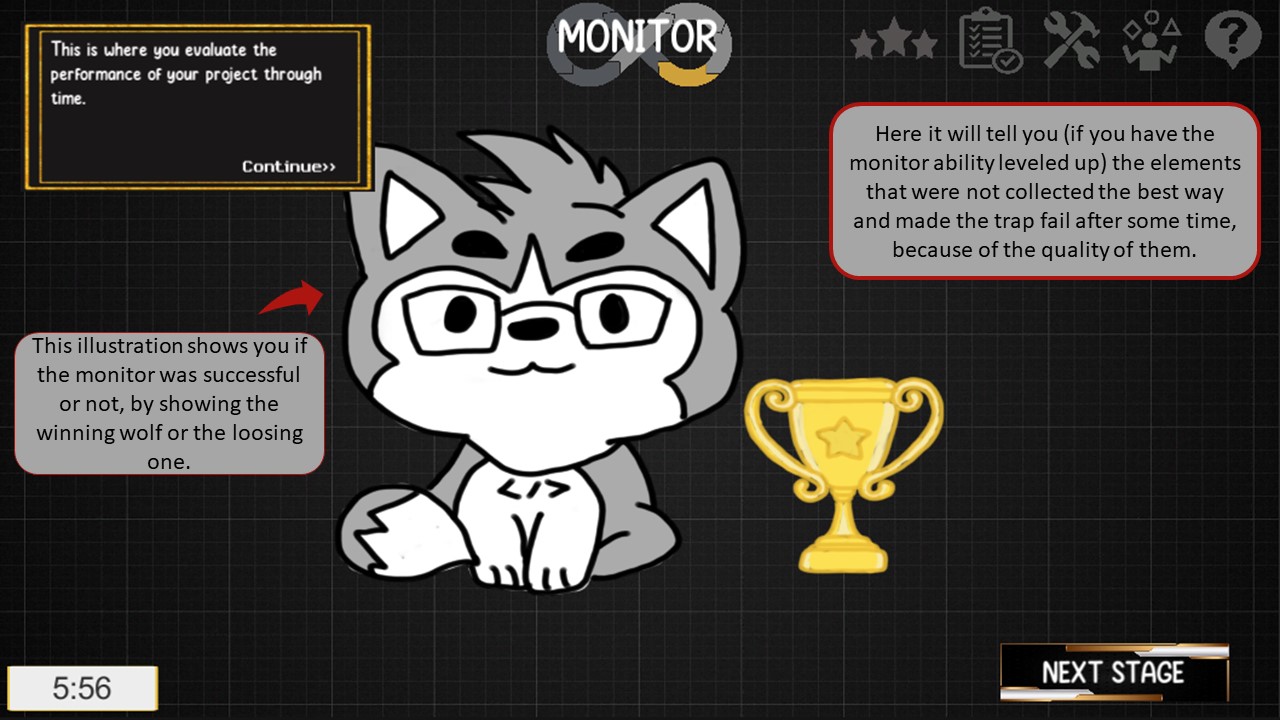 This is where you evaluate the
performance of your project through
time.
Continue>>
MONITOR
?
Here it will tell you (if you have the
monitor ability leveled up) the elements
that were not collected the best way
and made the trap fail after some time,
because of the quality of them.
This illustration shows you if
the monitor was successful
or not, by showing the
winning wolf or the loosing
one.
</>
5:56
NEXT STAGE